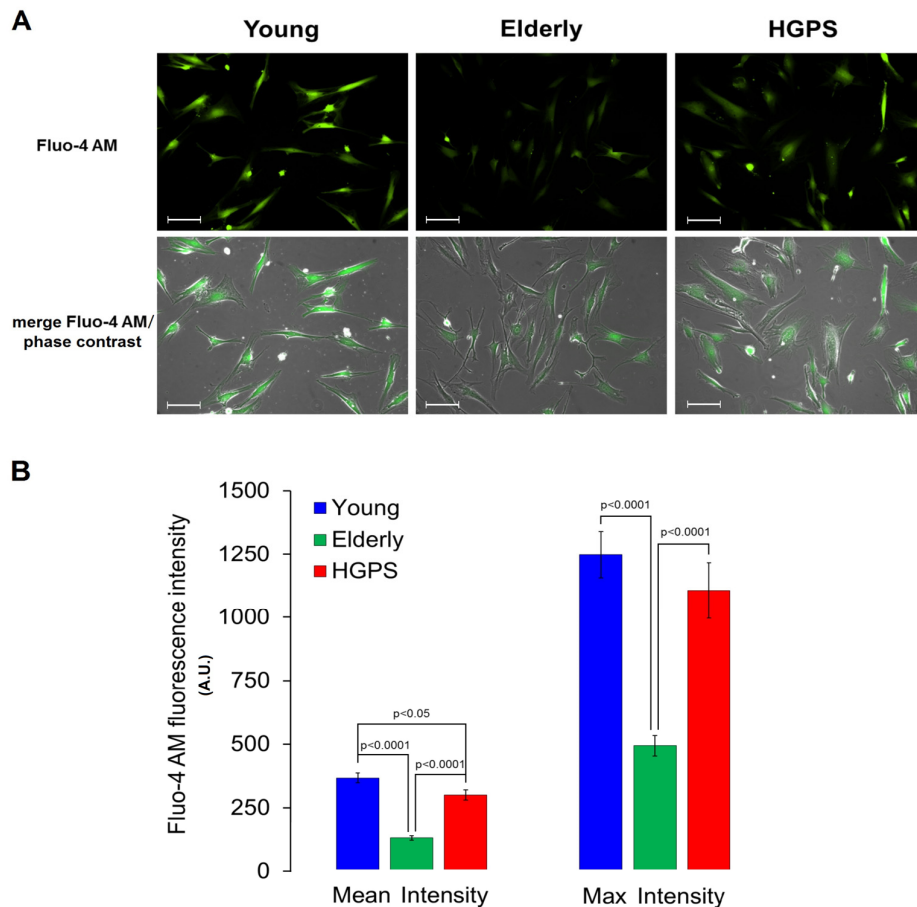 A
Young
Elderly
HGPS
Fluo-4 AM
merge Fluo-4 AM/
phase contrast
B
Fluo-4 AM fluorescence intensity
(A.U.)
1500
1250
1000
750
500
250
0
Young
Elderly
HGPS
p<0.05
p<0.0001
p<0.0001
p<0.0001
p<0.0001
Mean Intensity
Max Intensity